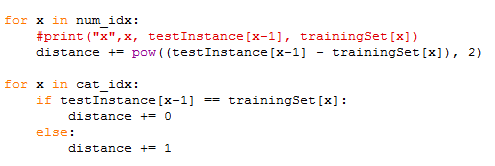 for x in num_idx:
    #print("x",x, testInstance[x-1], trainingSet[x])
    distance += pow((testInstance[x-1] - trainingSet[x]), 2)

for x in cat_idx:
    if testInstance[x-1] == trainingSet[x]:
        distance += 0
    else:
        distance += 1